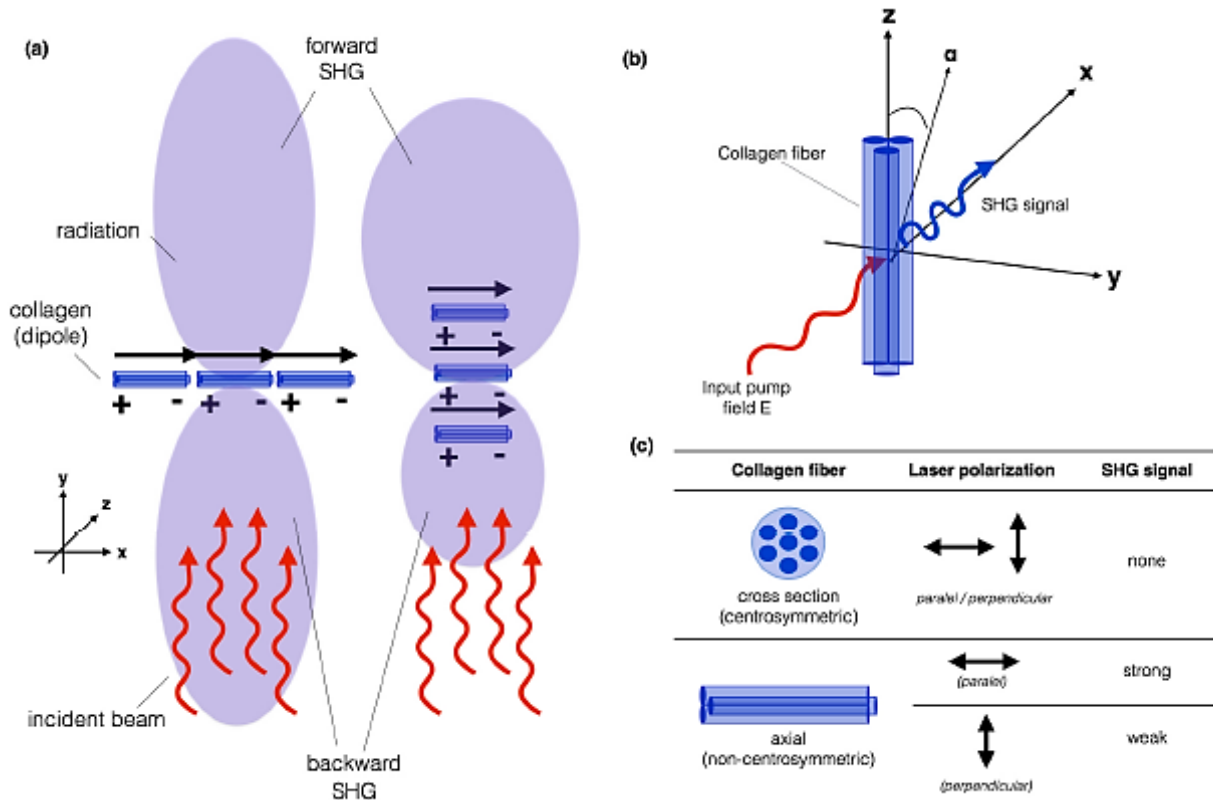 (a)
forward
SHG
radiation
collagen
(dipole)
+ - + - + -
+ -
+ -
+ -
y
z
x
incident beam
backward
SHG
(b)
z
α
x
Collagen fiber
SHG signal
y
Input pump
field E
(c)
Collagen fiber Laser polarization SHG signal
cross section
(centrosymmetric)
paralel / perpendicular
none
(paralel)
strong
axial
(non-centrosymmetric)
(perpendicular)
weak